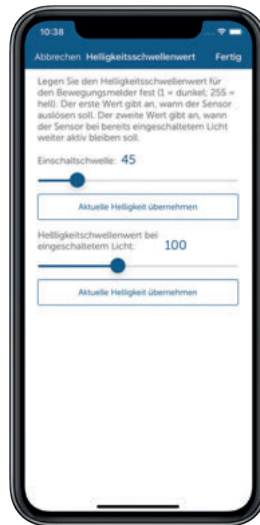 10:38
Abbrechen Helligkeitsschwellenwert Fertig
Legen Sie den Helligkeitsschwellenwert für
den Bewegungsmelder fest (1 = dunkel; 255 =
hell). Der erste Wert gibt an, wann der Sensor
auslösen soll. Der zweite Wert gibt an, wann
der Sensor bei bereits eingeschaltetem Licht
weiter aktiv bleiben soll.
Einschaltschwelle: 45
Aktuelle Helligkeit übernehmen
Hellligkeitschwellenwert bei
eingeschaltetem Licht: 100
Aktuelle Helligkeit übernehmen